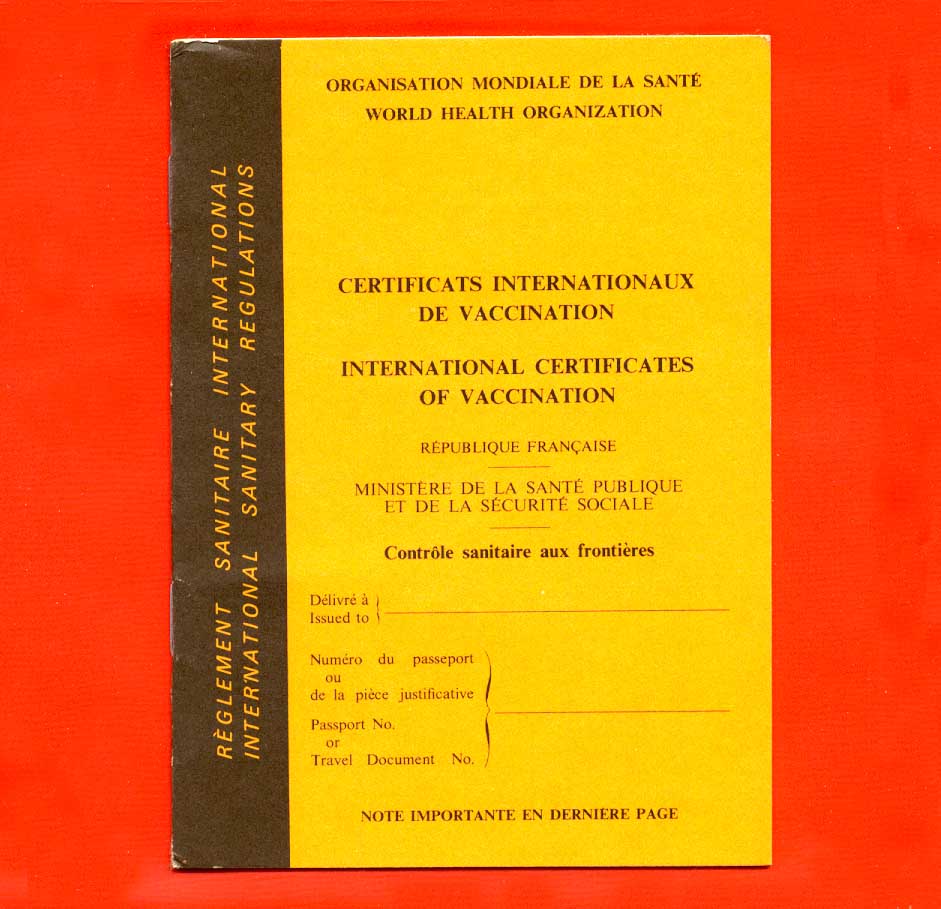 RÈGLEMENT SANITAIRE INTERNATIONAL
INTERNATIONAL SANITARY REGULATIONS
ORGANISATION MONDIALE DE LA SANTÉ
WORLD HEALTH ORGANIZATION
CERTIFICATS INTERNATIONAUX
DE VACCINATION
INTERNATIONAL CERTIFICATES
OF VACCINATION
RÉPUBLIQUE FRANÇAISE
MINISTÈRE DE LA SANTÉ PUBLIQUE
ET DE LA SÉCURITÉ SOCIALE
Contrôle sanitaire aux frontières
Délivré à
Issued to
Numéro du passeport
ou
de la pièce justificative
Passport No.
or
Travel Document No.
NOTE IMPORTANTE EN DERNIÈRE PAGE